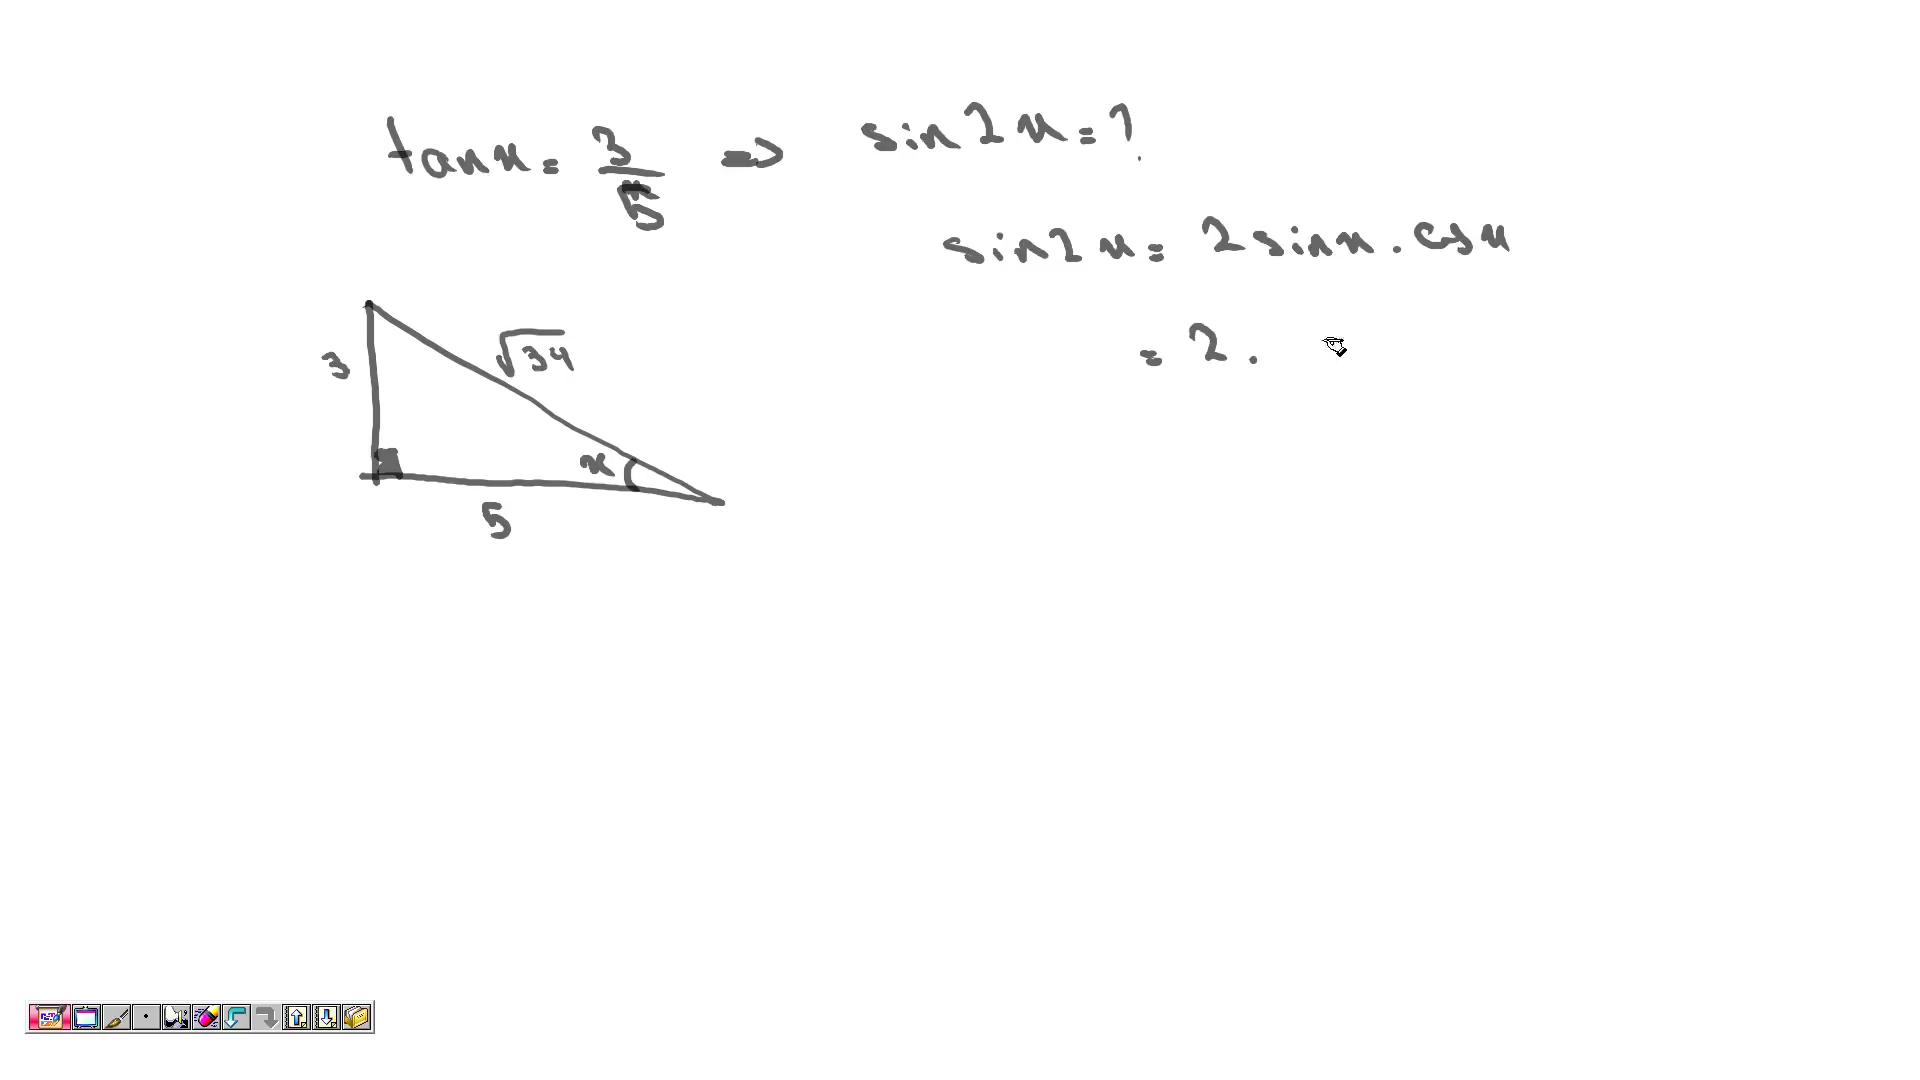 tanx = 3/5 => sin2x = ?
sin2x = 2sinx . cosx
= 2 .
3
√34
x
5